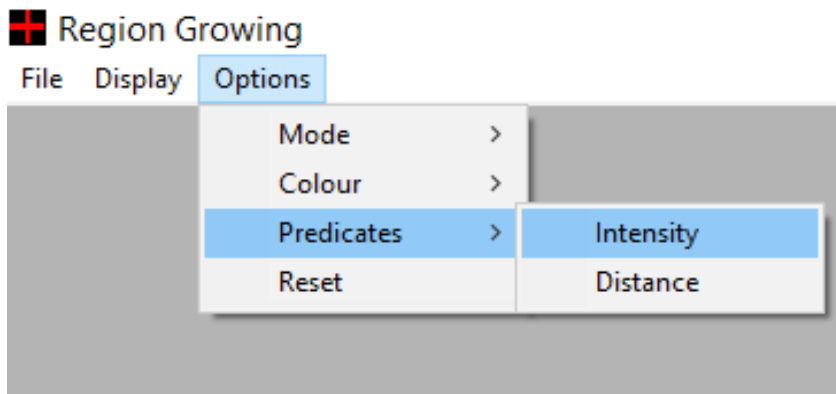 Region Growing
File Display Options
Mode
Colour
Predicates
Intensity
Reset
Distance